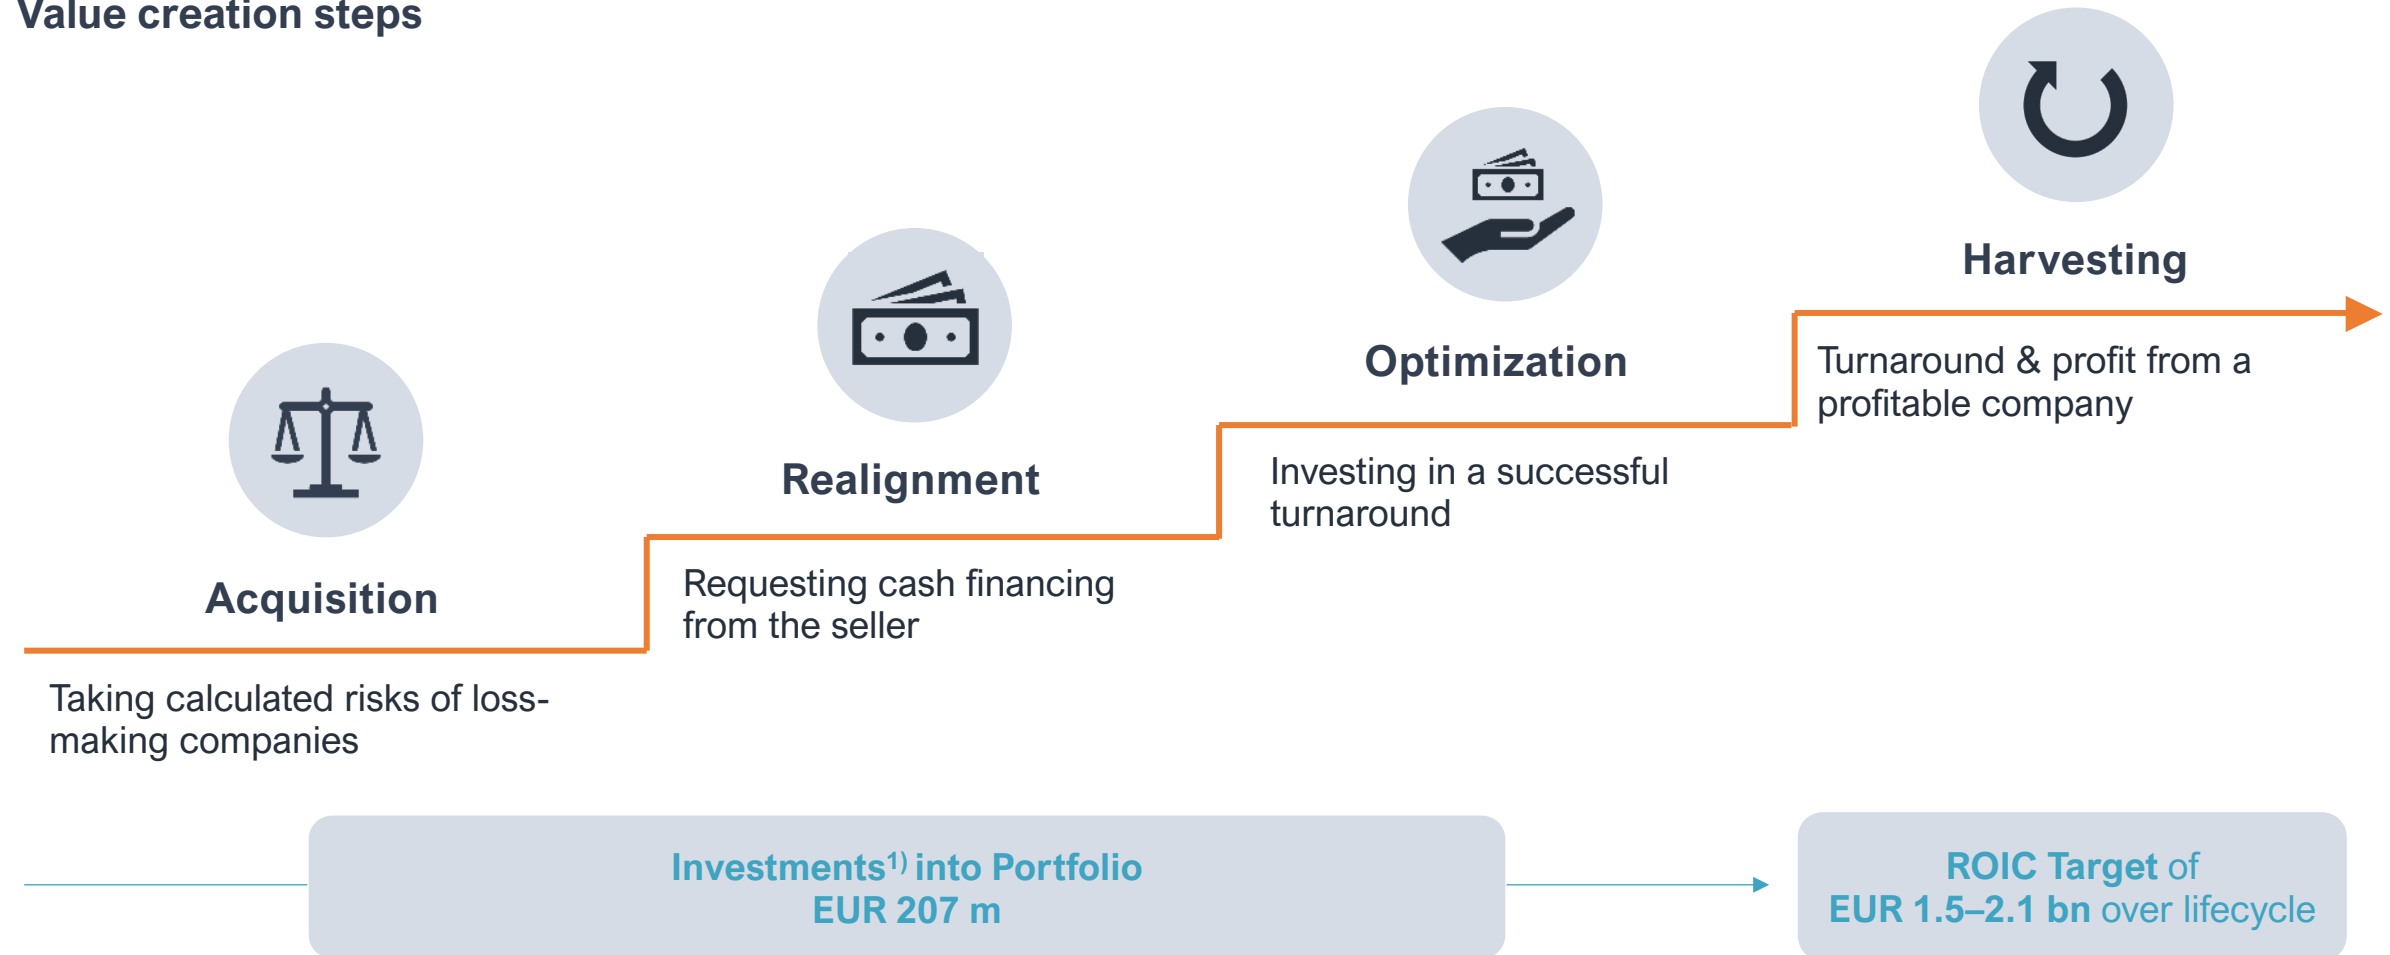 Value creation steps
Acquisition
Taking calculated risks of loss-
making companies
Realignment
Requesting cash financing
from the seller
Optimization
Investing in a successful
turnaround
Harvesting
Turnaround & profit from a
profitable company
Investments¹⁾ into Portfolio
EUR 207 m
ROIC Target of
EUR 1.5–2.1 bn over lifecycle